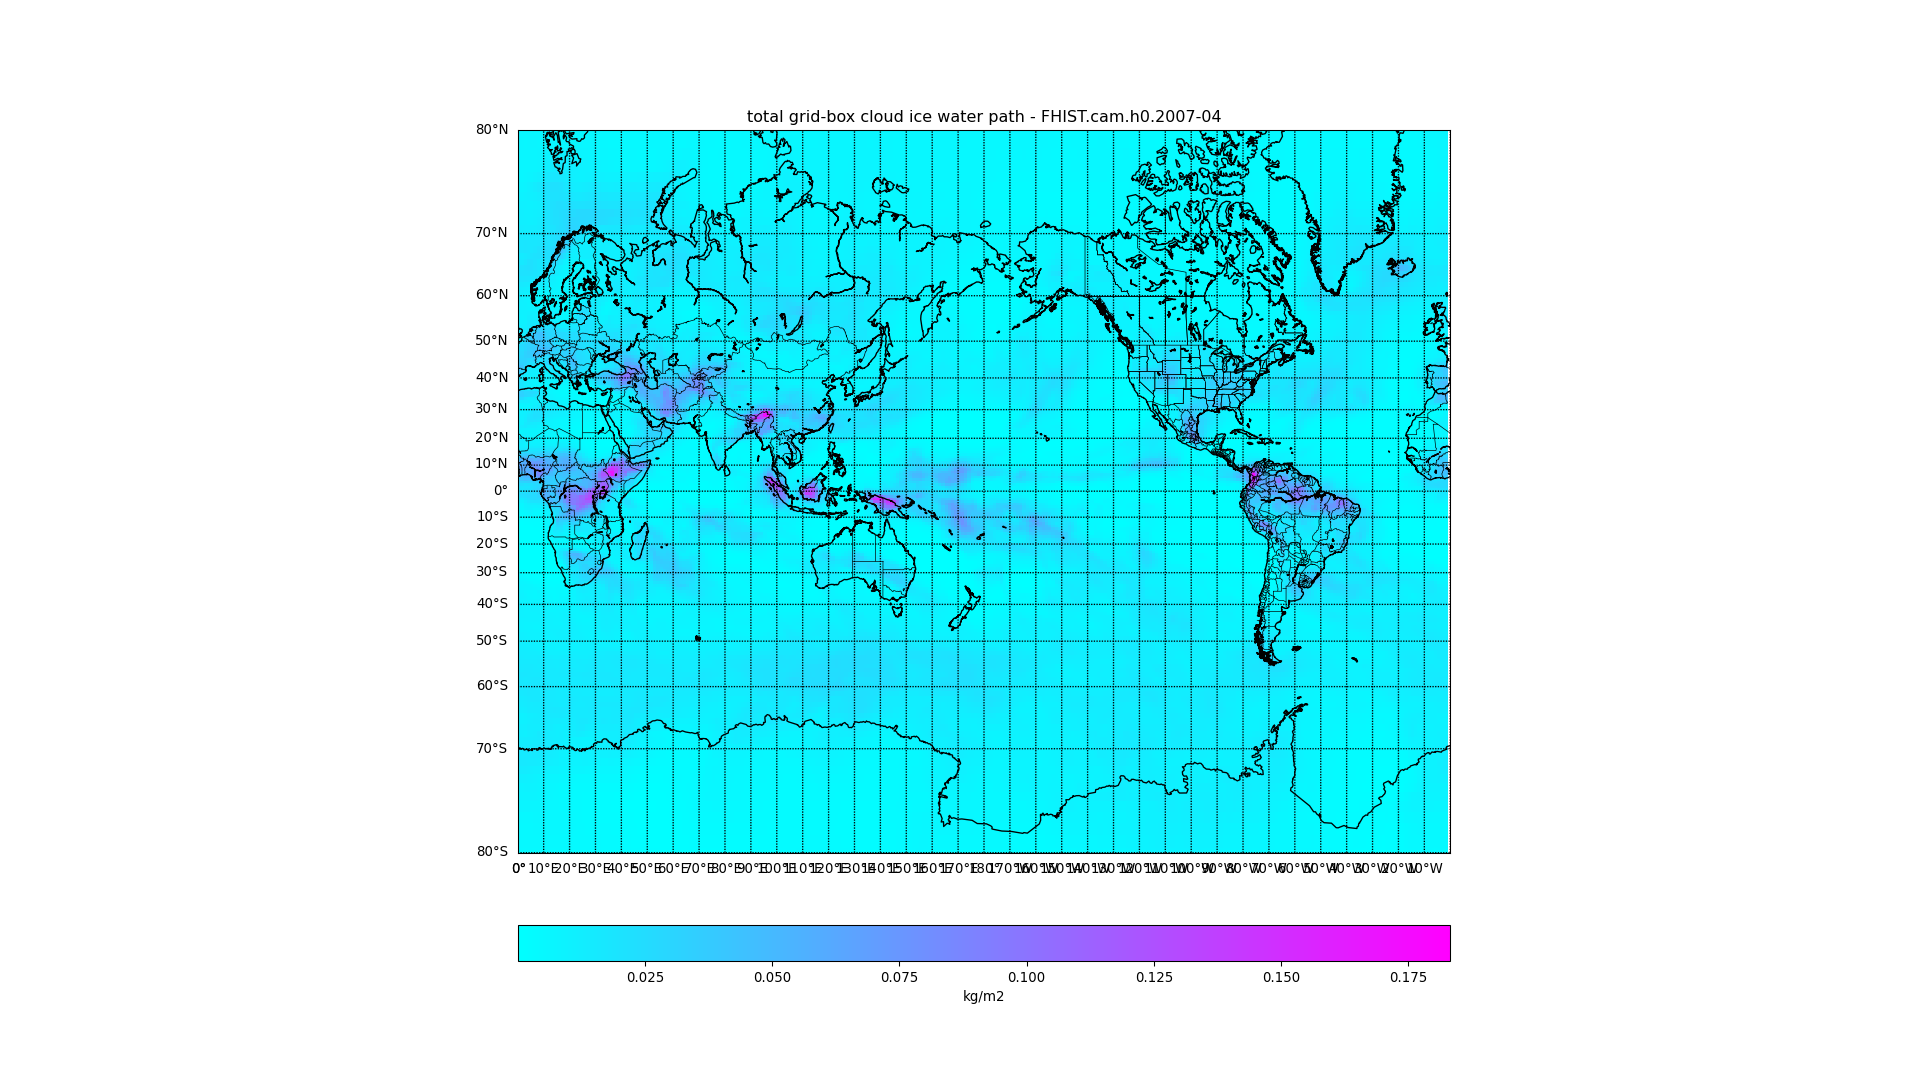 total grid-box cloud ice water path - FHIST.cam.h0.2007-04
80°N
70°N
60°N
50°N
40°N
30°N
20°N
10°N
0°
10°S
20°S
30°S
40°S
50°S
60°S
70°S
80°S
0° 10°E 20°E 30°E 40°E 50°E 60°E 70°E 80°E 90°E 100°E 110°E 120°E 130°E 140°E 150°E 160°E 170°E 180° 170°W 160°W 150°W 140°W 130°W 120°W 110°W 100°W 90°W 80°W 70°W 60°W 50°W 40°W 30°W 20°W 10°W
0.025 0.050 0.075 0.100 0.125 0.150 0.175
kg/m2